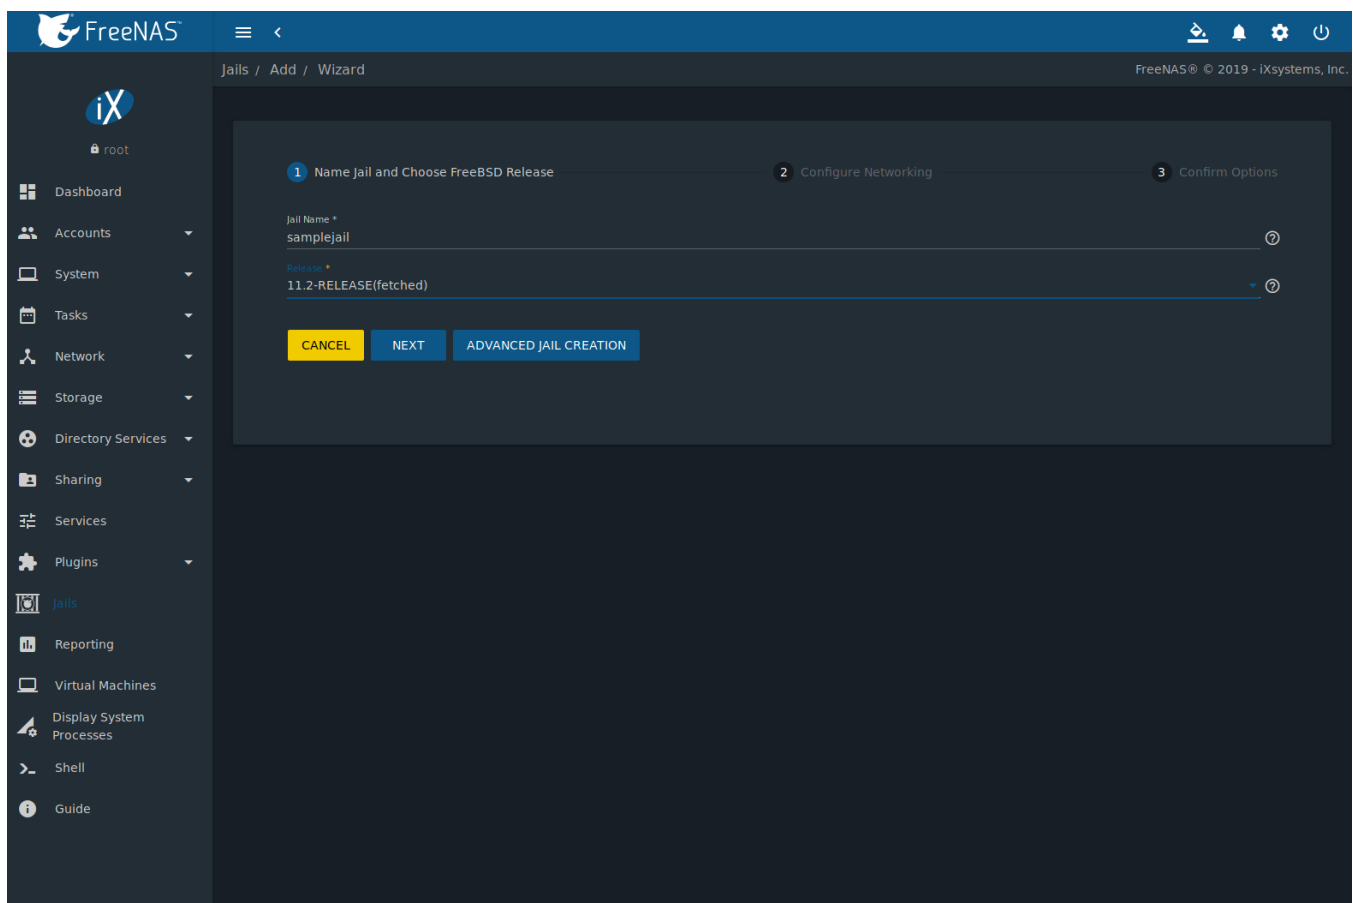 FreeNAS™
Jails / Add / Wizard
FreeNAS® © 2019 - iXsystems, Inc.
iX
root
Dashboard
Accounts
System
Tasks
Network
Storage
Directory Services
Sharing
Services
Plugins
Jails
Reporting
Virtual Machines
Display System
Processes
Shell
Guide
1 Name Jail and Choose FreeBSD Release
2 Configure Networking
3 Confirm Options
Jail Name *
samplejail
Release *
11.2-RELEASE(fetched)
CANCEL NEXT ADVANCED JAIL CREATION